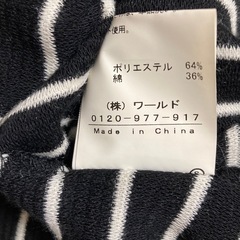 使用。
ポリエステル 64%
綿 36%
(株) ワールド
0120-977-917
Made in China